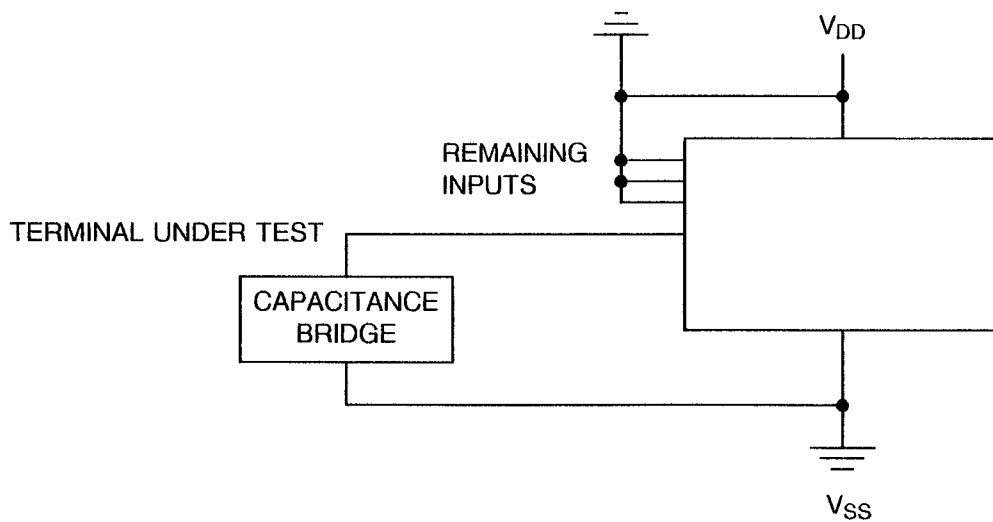 V_DD
REMAINING
INPUTS
TERMINAL UNDER TEST
CAPACITANCE
BRIDGE
V_SS